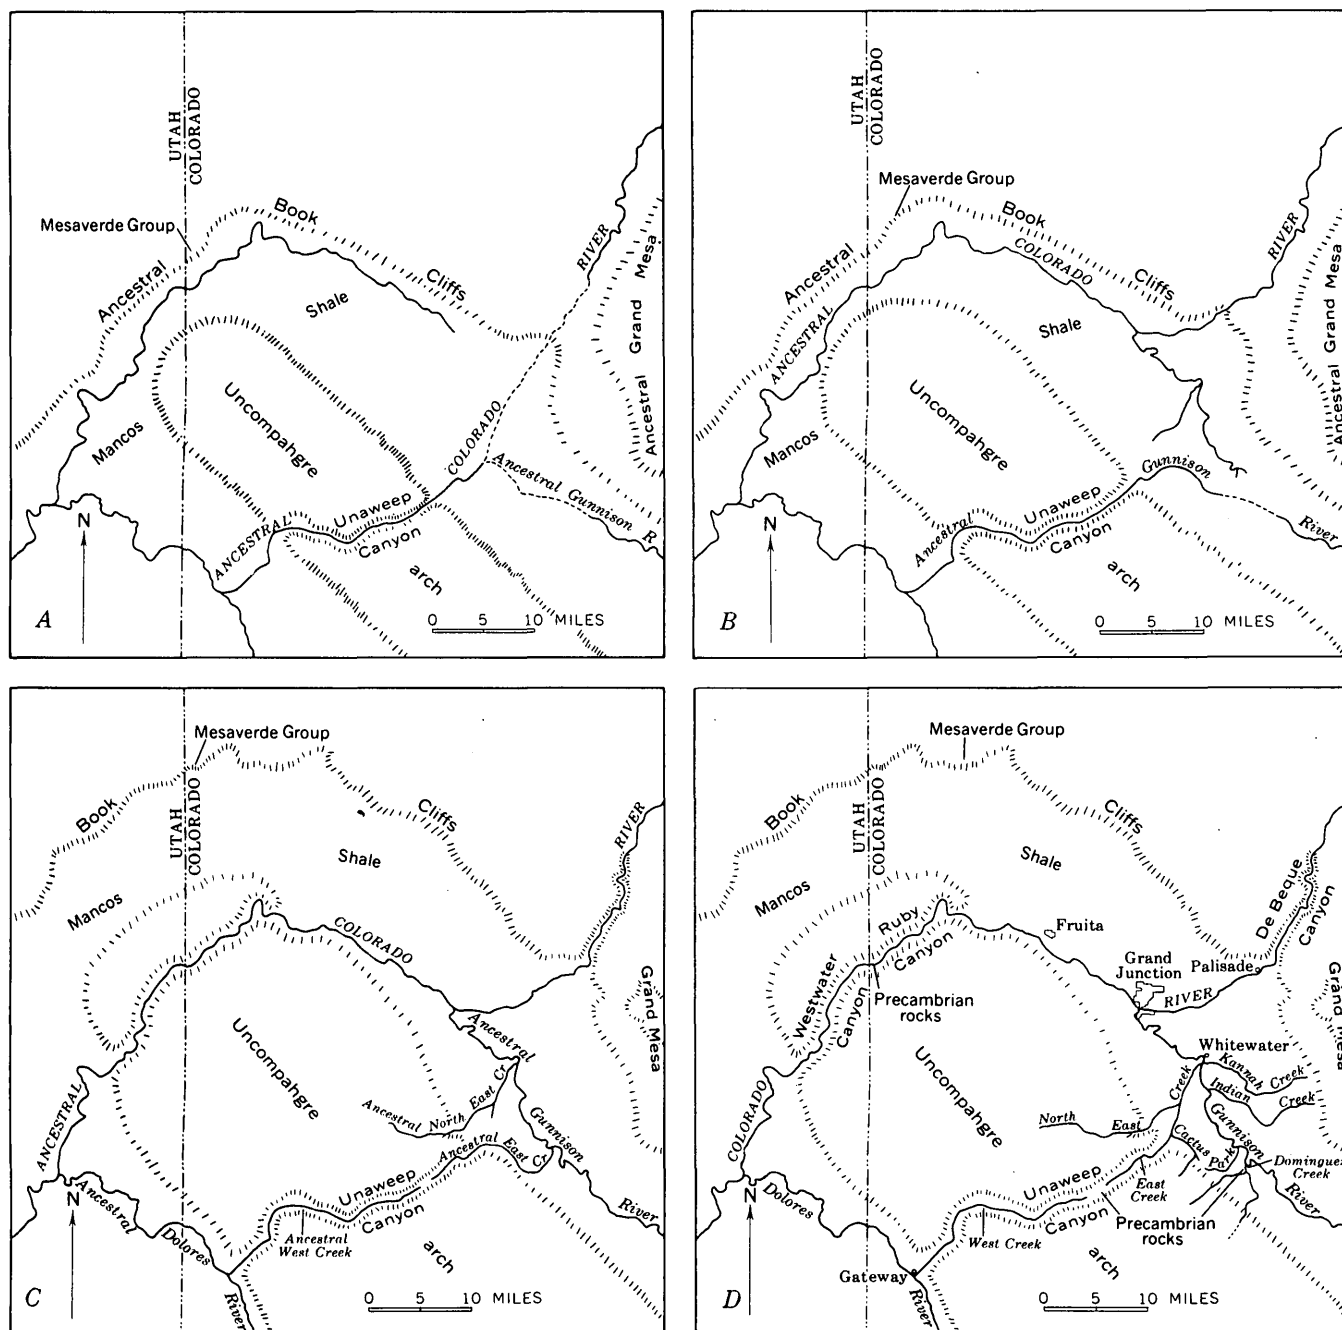 UTAH
COLORADO
Mesaverde Group
Book
Cliffs
Ancestral
RIVER
Ancestral Grand Mesa
Shale
Uncompahgre
Mancos
COLORADO
Ancestral Gunnison
R.
Unaweep
ANCESTRAL
Canyon
arch
N
A
0 5 10 MILES
UTAH
COLORADO
Mesaverde Group
Book
Cliffs
Ancestral
COLORADO
RIVER
Ancestral Grand Mesa
Shale
ANCESTRAL
Uncompahgre
Mancos
Gunnison
Unaweep
Ancestral
Canyon
River
arch
N
B
0 5 10 MILES
Mesaverde Group
Book
UTAH
COLORADO
Cliffs
RIVER
Shale
Mancos
COLORADO
Grand Mesa
Ancestral
Uncompahgre
Ancestral North East Cr.
Gunnison
ANCESTRAL
Ancestral East Cr.
Unaweep
River
N
Ancestral
Canyon
Ancestral
West Creek
Dolores
arch
River
C
0 5 10 MILES
Mesaverde Group
Book
UTAH
COLORADO
Cliffs
Shale
Mancos
De Beque
Canyon
Ruby
Canyon
Fruita
Grand
Junction
Palisade
RIVER
Grand Mesa
Westwater
Canyon
Precambrian
rocks
Whitewater
Kannah Creek
Indian Creek
Creek
Uncompahgre
North East
Gunnison
COLORADO
Cactus
Park
Dominguez
Creek
Unaweep
East
Creek
River
N
Dolores
Canyon
Precambrian
rocks
West Creek
arch
Gateway
River
D
0 5 10 MILES